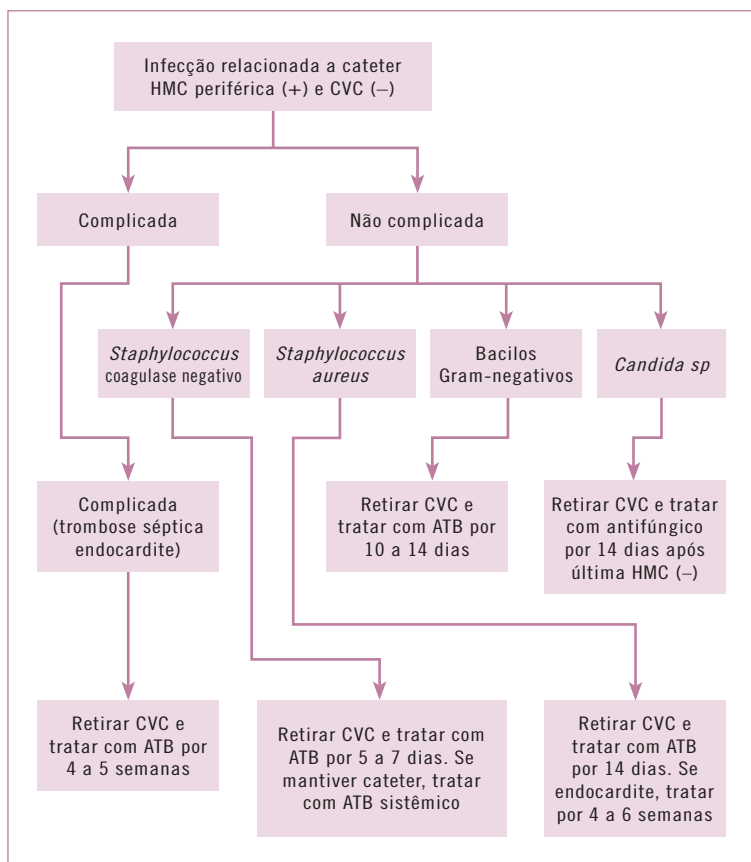 Infecção relacionada a cateter
HMC periférica (+) e CVC (–)
Complicada
Não complicada
Staphylococcus
coagulase negativo
Staphylococcus
aureus
Bacilos
Gram-negativos
Candida sp
Complicada
(trombose séptica
endocardite)
Retirar CVC e
tratar com ATB por
10 a 14 dias
Retirar CVC e tratar
com antifúngico
por 14 dias após
última HMC (–)
Retirar CVC e
tratar com ATB por
4 a 5 semanas
Retirar CVC e tratar com
ATB por 5 a 7 dias. Se
mantiver cateter, tratar
com ATB sistêmico
Retirar CVC e
tratar com ATB
por 14 dias. Se
endocardite, tratar
por 4 a 6 semanas